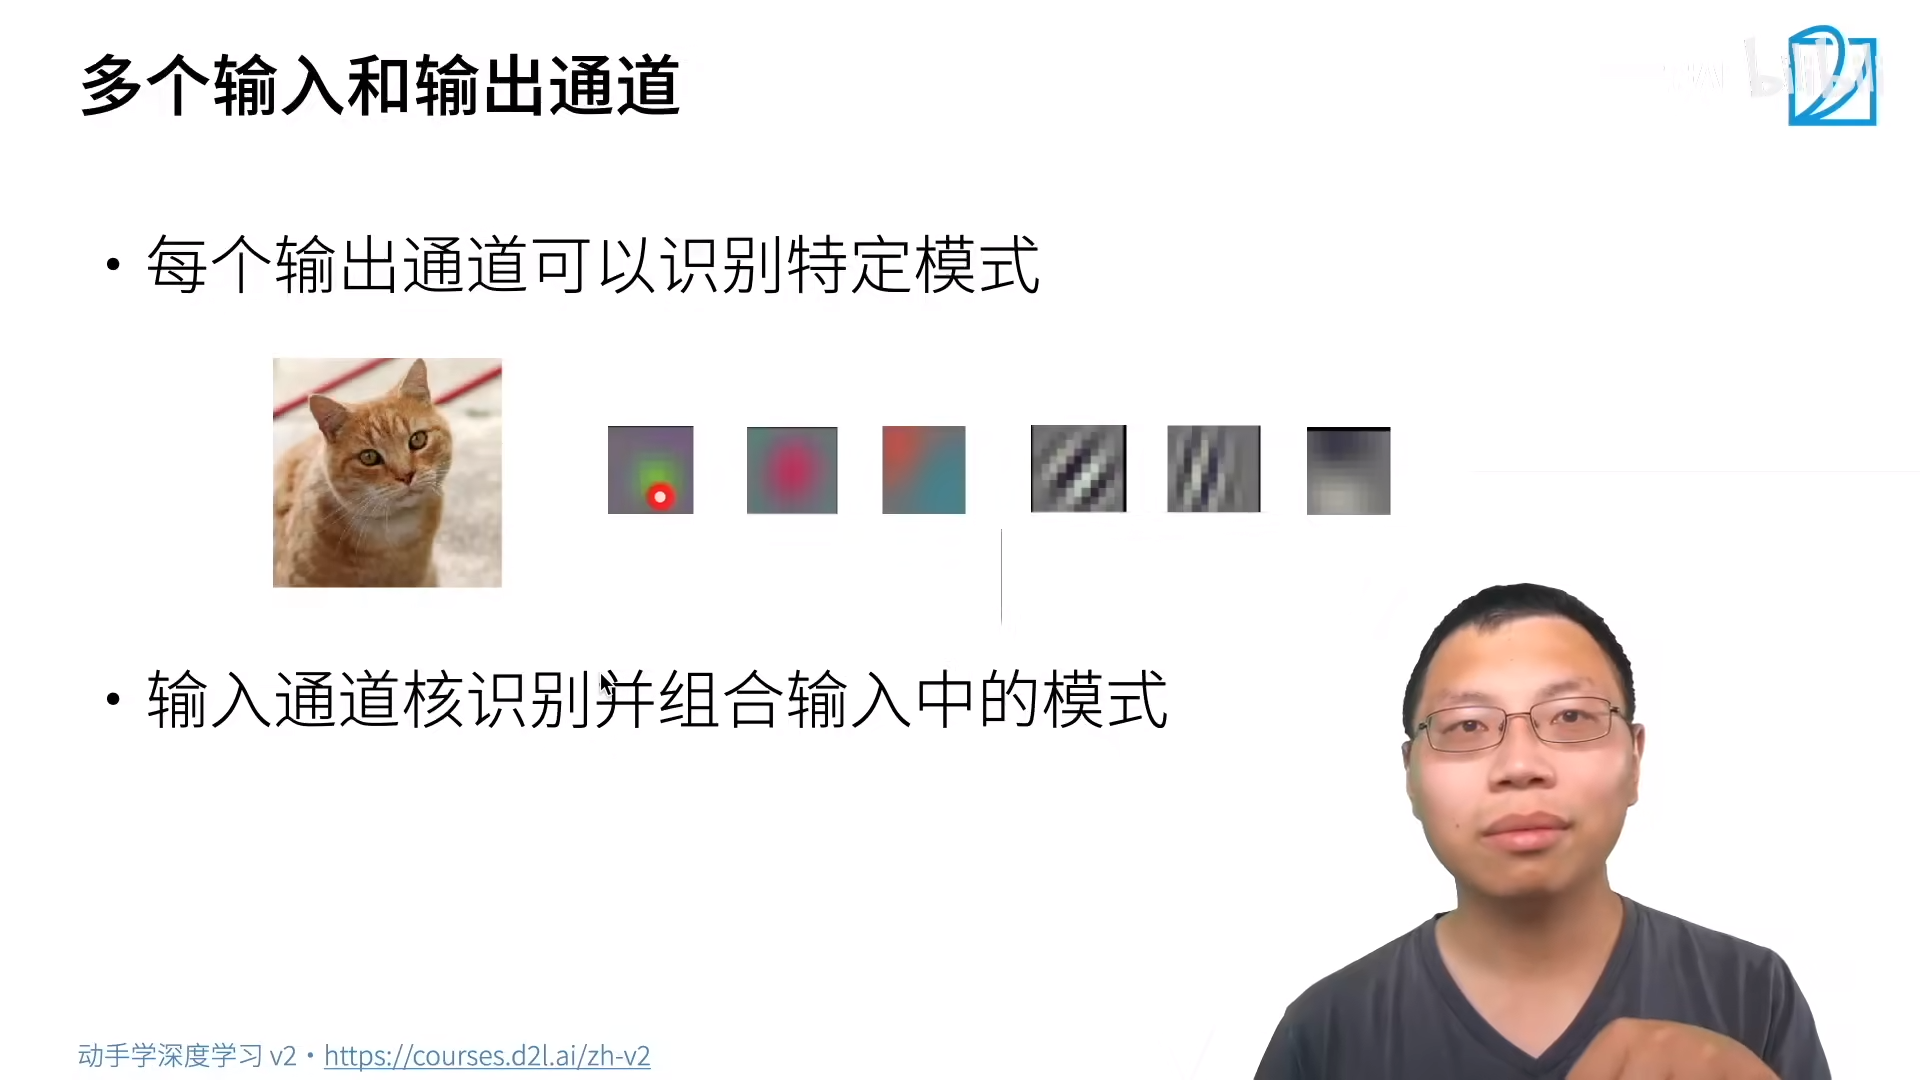 多个输入和输出通道
bilibili
• 每个输出通道可以识别特定模式
• 输入通道核识别并组合输入中的模式
动手学深度学习 v2 • https://courses.d2l.ai/zh-v2